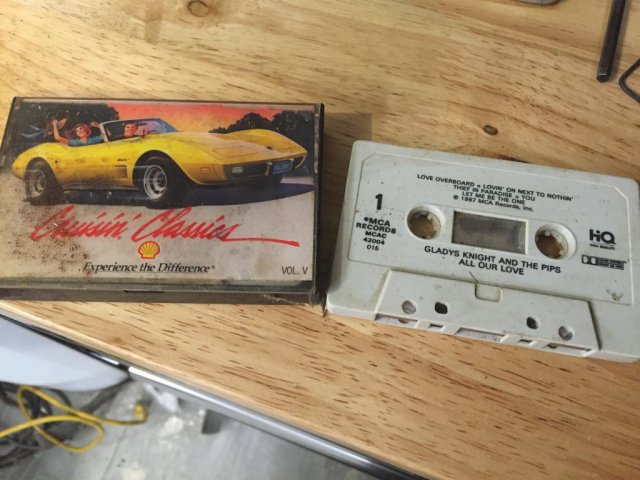 Cruisin' Classics
Experience the Difference®
VOL. V
LOVE OVERBOARD • LOVIN' ON NEXT TO NOTHIN'
THIEF IN PARADISE • YOU
LET ME BE THE ONE
℗ 1987 MCA Records, Inc.
1
•MCA
RECORDS
MCAC
42004
015
HQ
GLADYS KNIGHT AND THE PIPS
ALL OUR LOVE